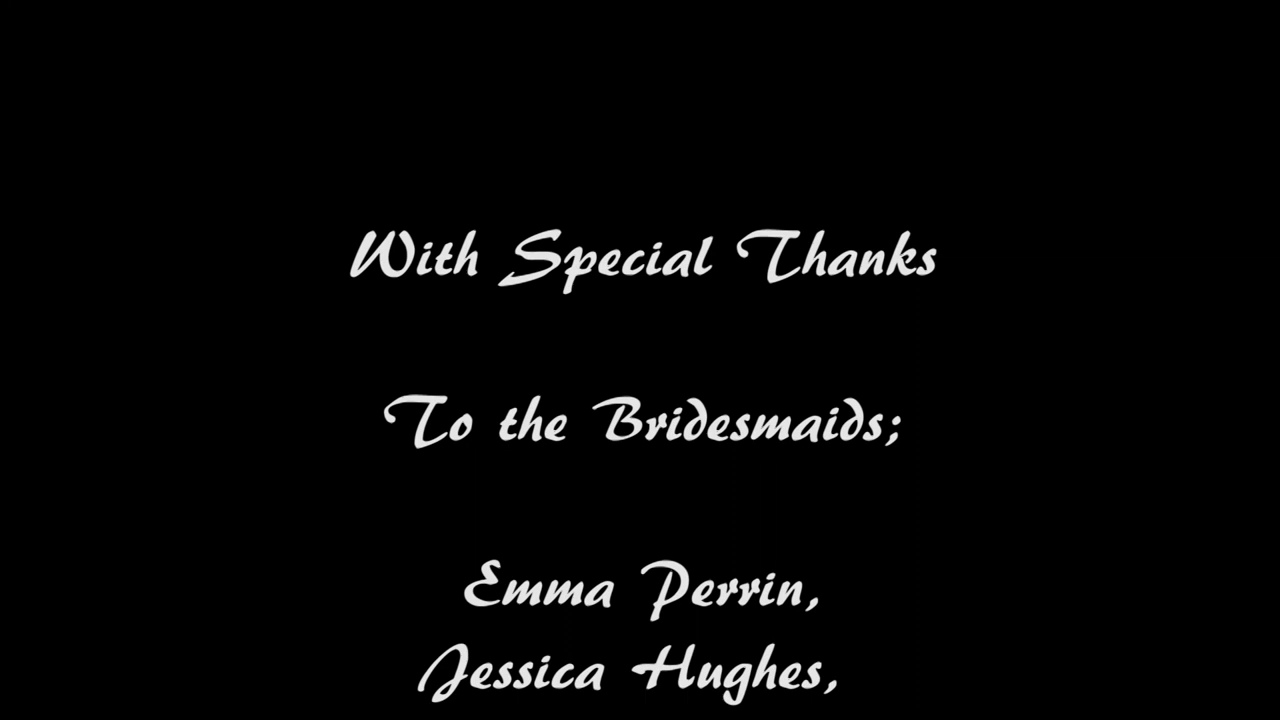 With Special Thanks
To the Bridesmaids;
Emma Perrin,
Jessica Hughes,